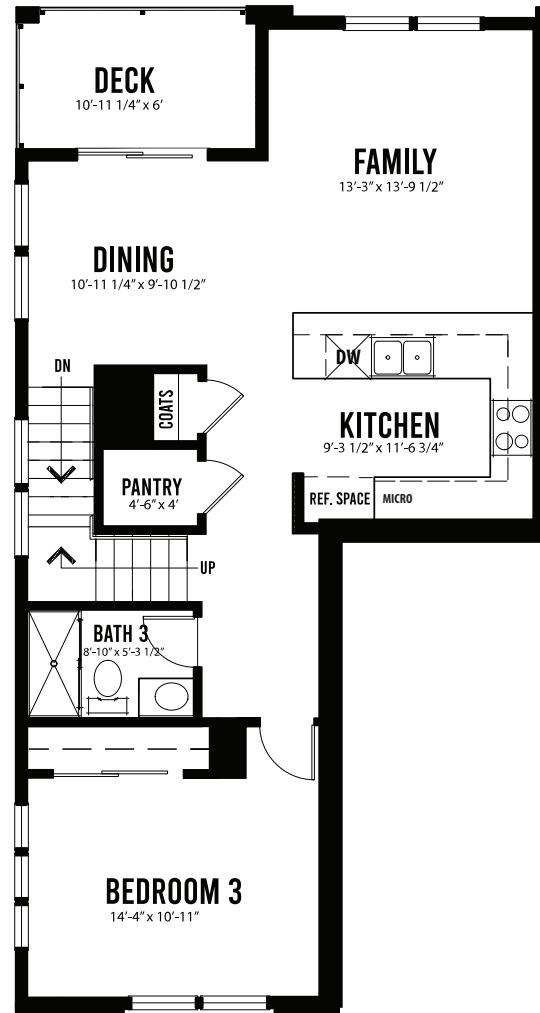 DECK
10'-11 1/4" x 6'
FAMILY
13'-3" x 13'-9 1/2"
DINING
10'-11 1/4" x 9'-10 1/2"
DN
DW
COATS
KITCHEN
9'-3 1/2" x 11'-6 3/4"
PANTRY
4'-6" x 4'
REF. SPACE
MICRO
UP
BATH 3
8'-10" x 5'-3 1/2"
BEDROOM 3
14'-4" x 10'-11"